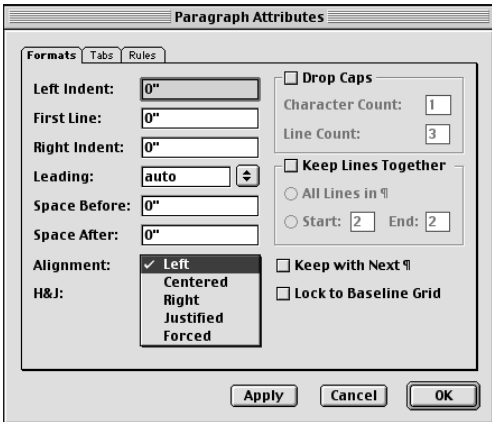 Paragraph Attributes
Formats Tabs Rules
Left Indent: 0"
First Line: 0"
Right Indent: 0"
Leading: auto
Space Before: 0"
Space After: 0"
Alignment: ✓ Left
Centered
Right
Justified
Forced
H&J:
Drop Caps
Character Count: 1
Line Count: 3
Keep Lines Together
All Lines in ¶
Start: 2 End: 2
Keep with Next ¶
Lock to Baseline Grid
Apply Cancel OK